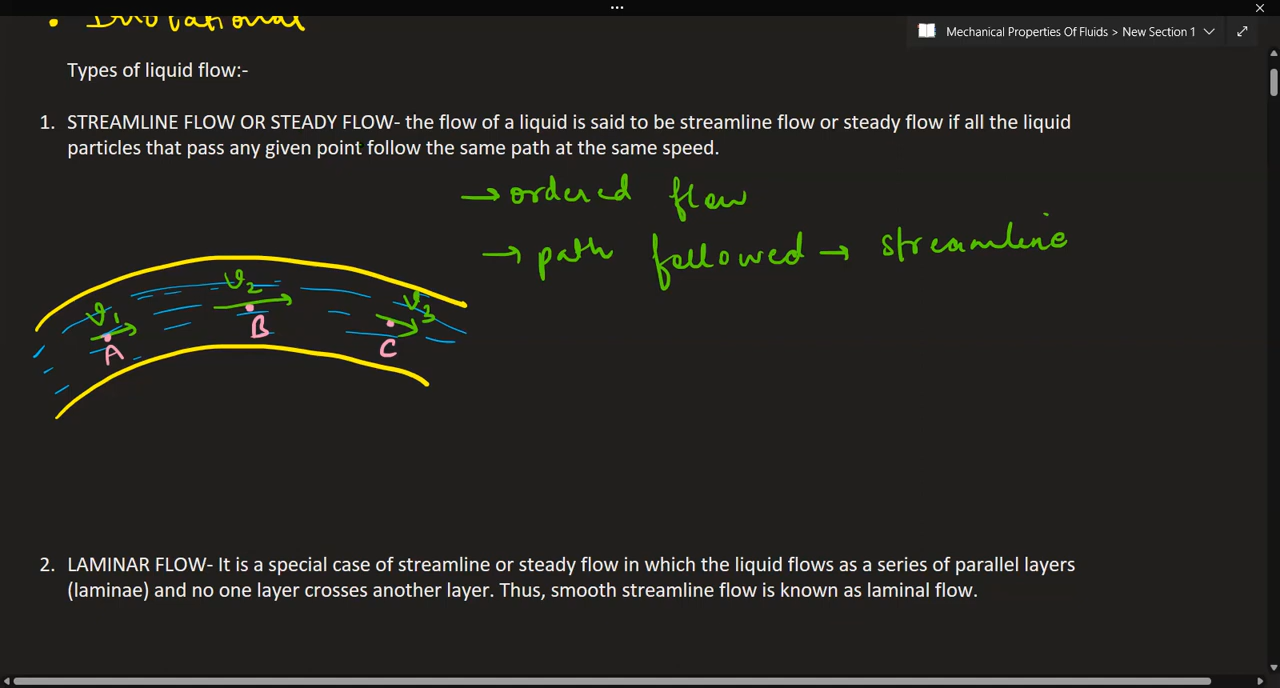 ...
Mechanical Properties Of Fluids > New Section 1
Types of liquid flow:-
1. STREAMLINE FLOW OR STEADY FLOW- the flow of a liquid is said to be streamline flow or steady flow if all the liquid
particles that pass any given point follow the same path at the same speed.
→ ordered flow
→ path followed → streamline
v1
v2
v3
A
B
C
2. LAMINAR FLOW- It is a special case of streamline or steady flow in which the liquid flows as a series of parallel layers
(laminae) and no one layer crosses another layer. Thus, smooth streamline flow is known as laminal flow.